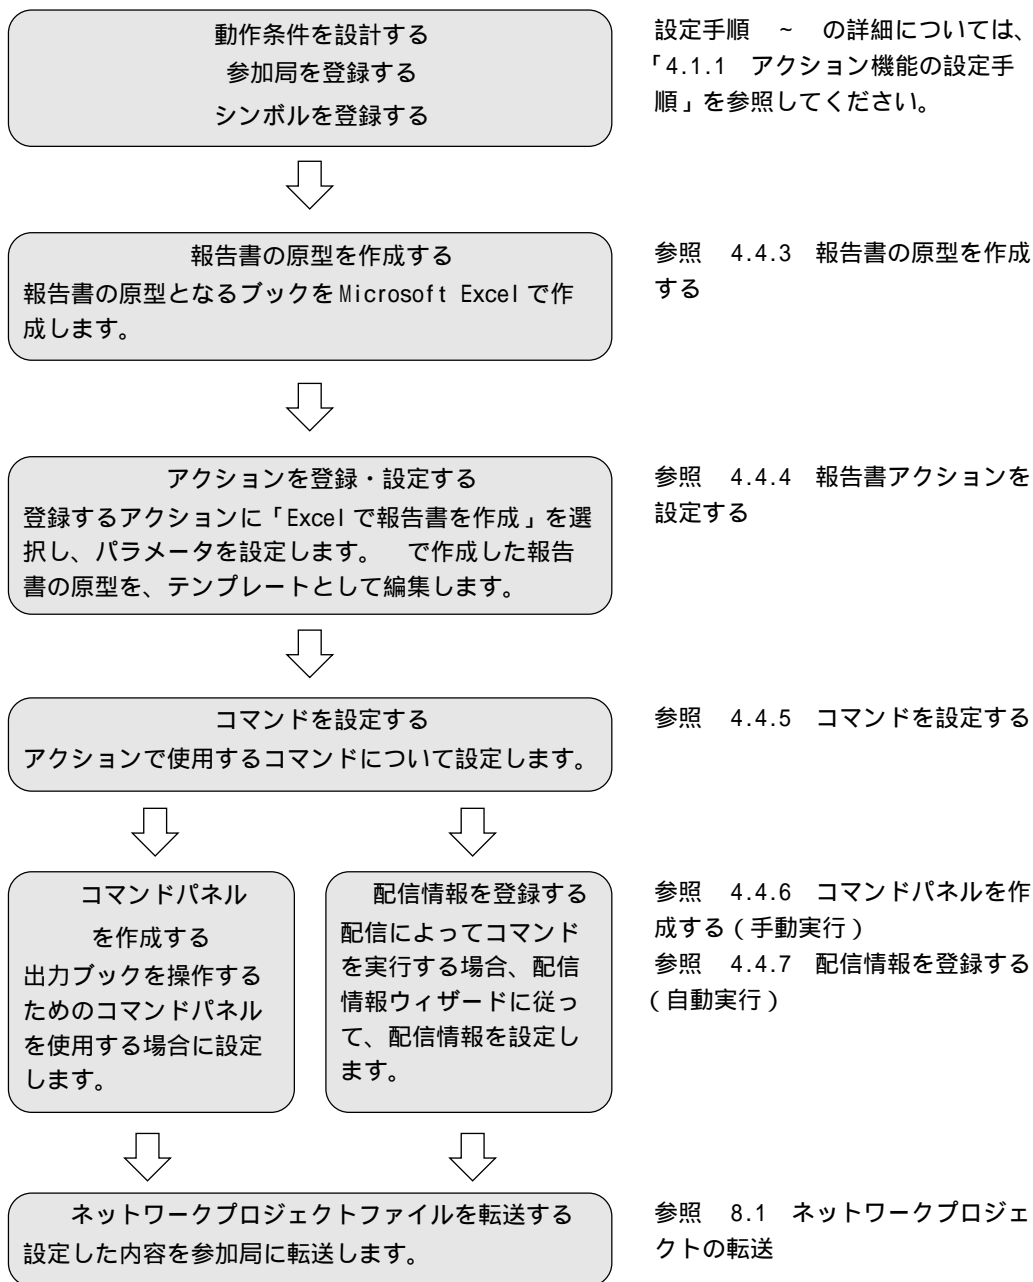 動作条件を設計する
参加局を登録する
シンボルを登録する
設定手順　~　の詳細については、
「4.1.1　アクション機能の設定手
順」を参照してください。
報告書の原型を作成する
報告書の原型となるブックをMicrosoft Excelで作
成します。
参照　4.4.3　報告書の原型を作成
する
アクションを登録・設定する
登録するアクションに「Excelで報告書を作成」を選
択し、パラメータを設定します。　で作成した報告
書の原型を、テンプレートとして編集します。
参照　4.4.4　報告書アクションを
設定する
コマンドを設定する
アクションで使用するコマンドについて設定します。
参照　4.4.5　コマンドを設定する
コマンドパネル
を作成する
出力ブックを操作する
ためのコマンドパネル
を使用する場合に設定
します。
配信情報を登録する
配信によってコマンド
を実行する場合、配信
情報ウィザードに従っ
て、配信情報を設定し
ます。
参照　4.4.6　コマンドパネルを作
成する（手動実行）
参照　4.4.7　配信情報を登録する
（自動実行）
ネットワークプロジェクトファイルを転送する
設定した内容を参加局に転送します。
参照　8.1　ネットワークプロジェ
クトの転送